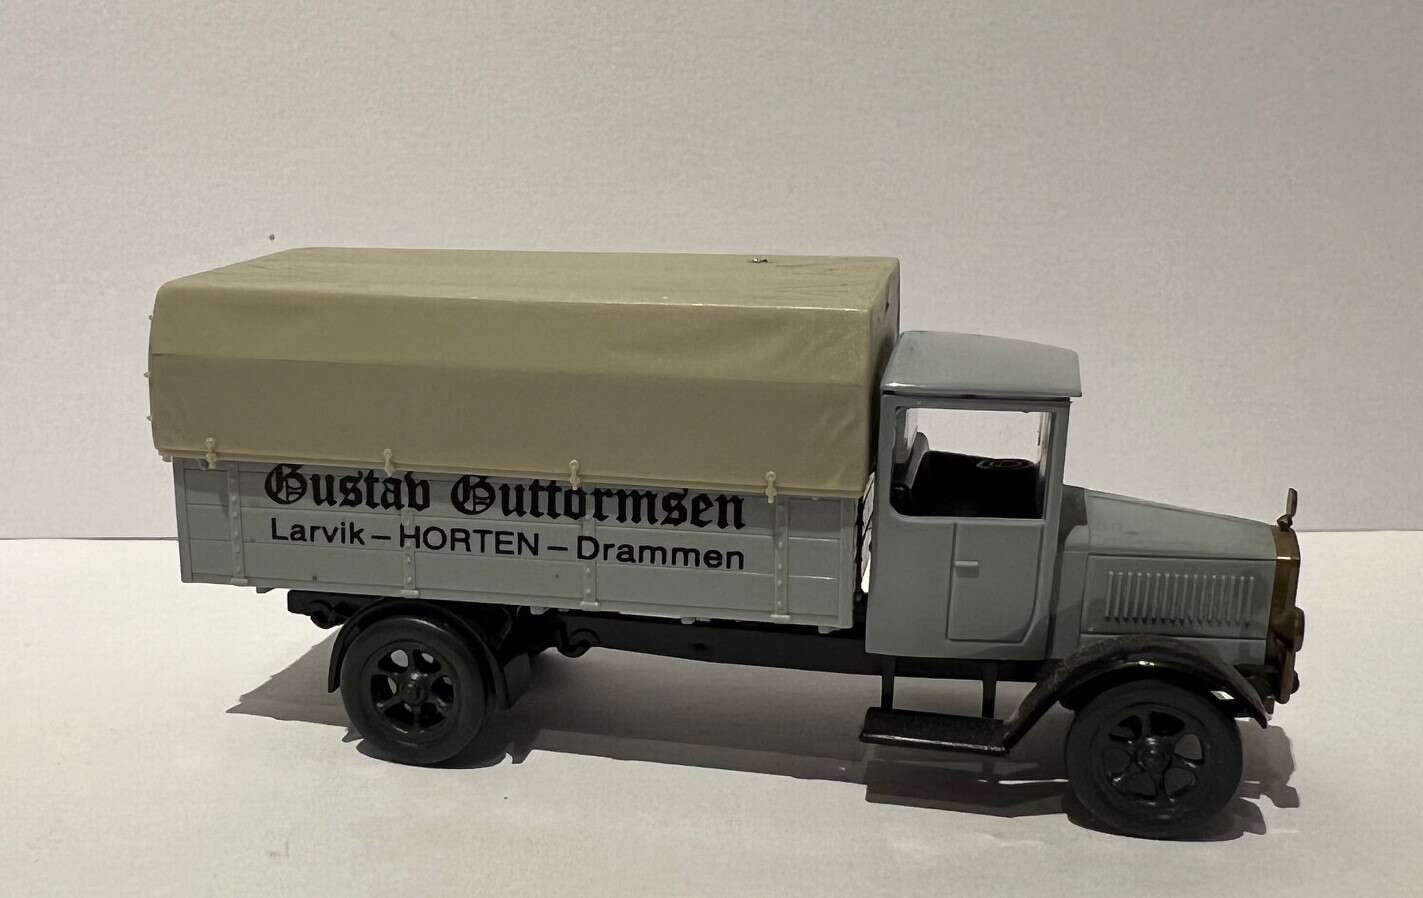 Gustav Guttormsen
Larvik – HORTEN – Drammen